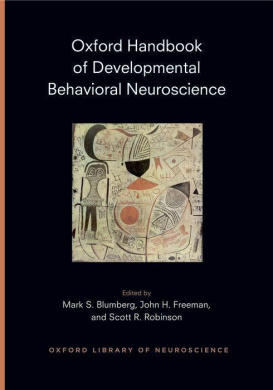 Oxford Handbook
of Developmental
Behavioral Neuroscience
Edited by
Mark S. Blumberg, John H. Freeman,
and Scott R. Robinson
OXFORD LIBRARY OF NEUROSCIENCE